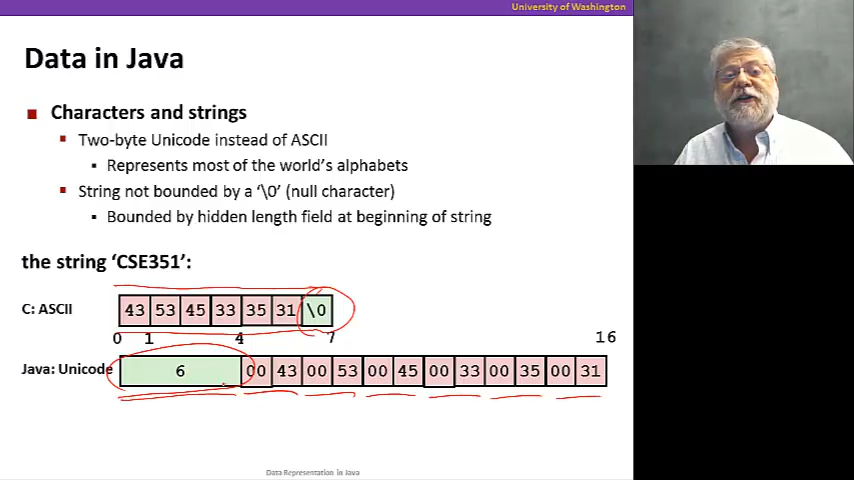 University of Washington
Data in Java
Characters and strings
Two-byte Unicode instead of ASCII
Represents most of the world's alphabets
String not bounded by a '\0' (null character)
Bounded by hidden length field at beginning of string
the string 'CSE351':
C: ASCII 43 53 45 33 35 31 \0
0 1 4 7 16
Java: Unicode 6 00 43 00 53 00 45 00 33 00 35 00 31
Data Representation in Java